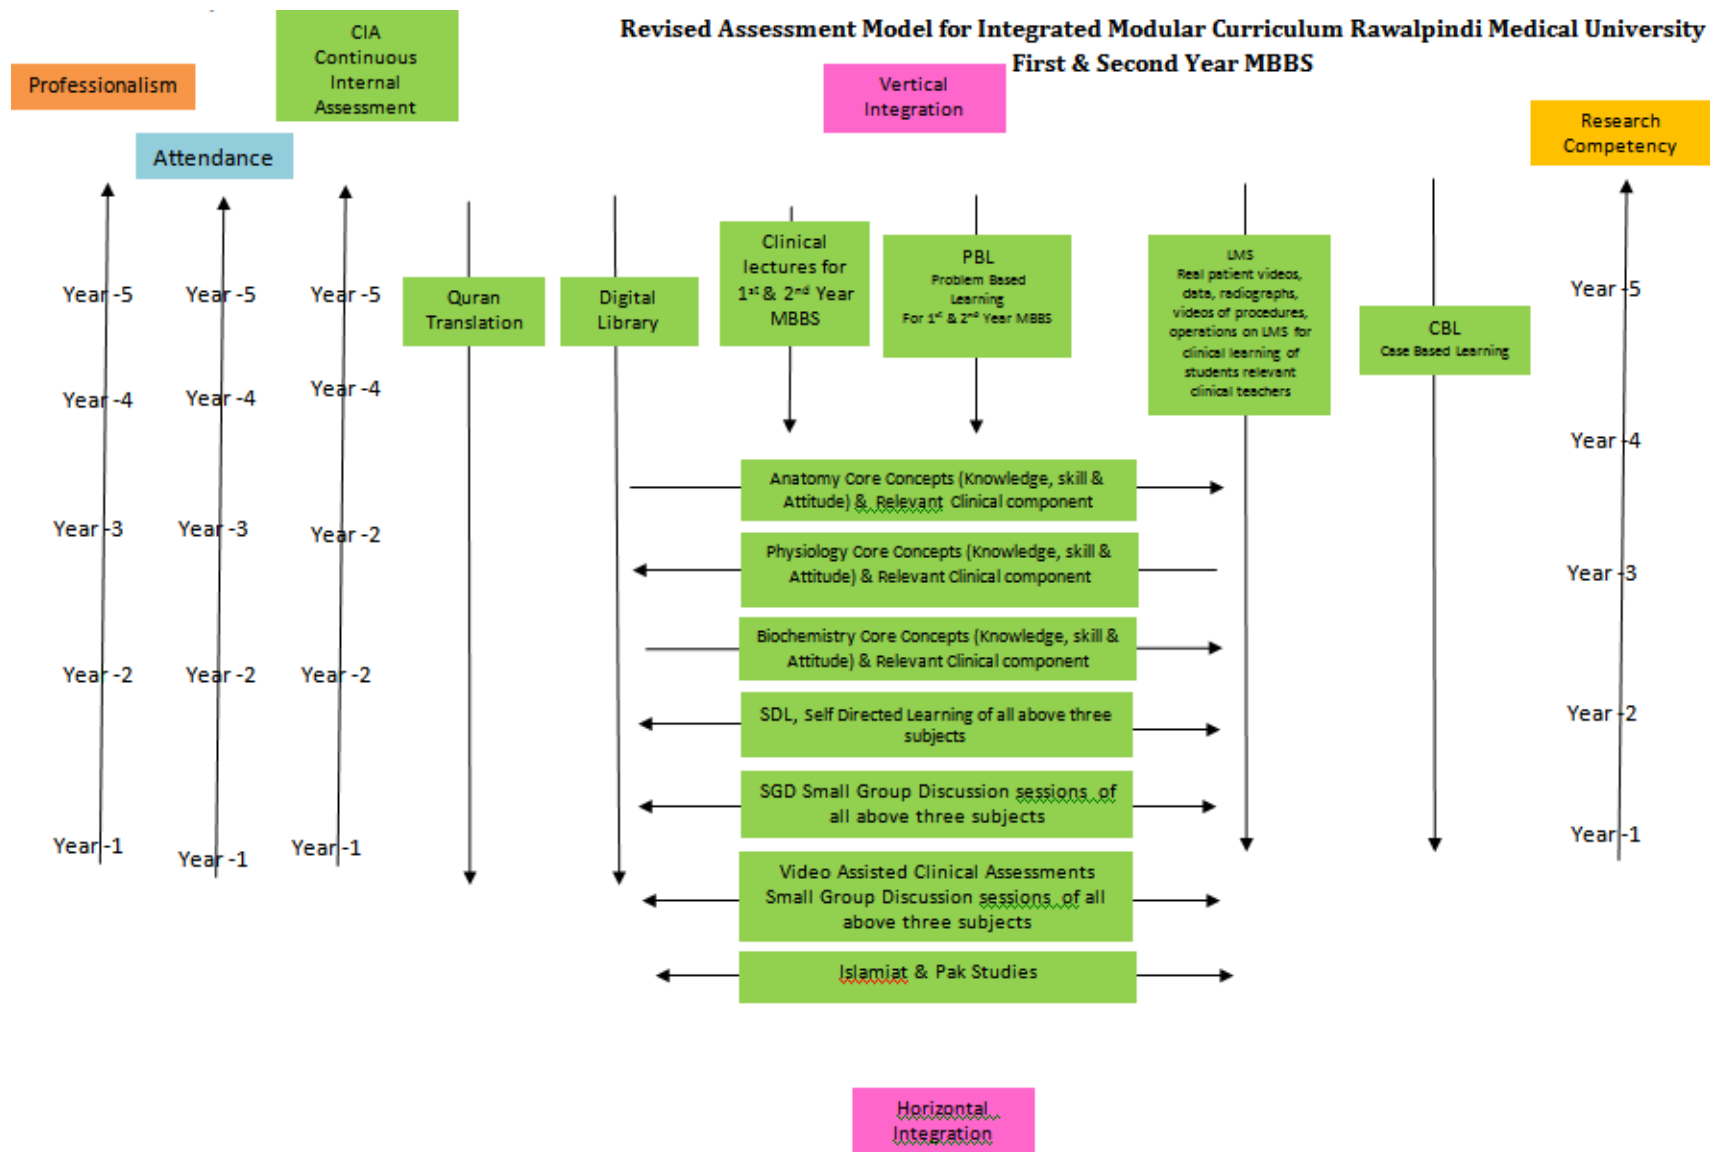 Revised Assessment Model for Integrated Modular Curriculum Rawalpindi Medical University
First & Second Year MBBS
Professionalism
Attendance
CIA
Continuous
Internal
Assessment
Vertical
Integration
Research
Competency
Year -5
Year -4
Year -3
Year -2
Year -1
Year -5
Year -4
Year -3
Year -2
Year -1
Year -5
Year -4
Year -2
Year -2
Year -1
Quran
Translation
Digital
Library
Clinical
lectures for
1st & 2nd Year
MBBS
PBL
Problem Based
Learning
For 1st & 2nd Year MBBS
LMS
Real patient videos,
data, radiographs,
videos of procedures,
operations on LMS for
clinical learning of
students relevant
clinical teachers
CBL
Case Based Learning
Year -5
Year -4
Year -3
Year -2
Year -1
Anatomy Core Concepts (Knowledge, skill &
Attitude) & Relevant Clinical component
Physiology Core Concepts (Knowledge, skill &
Attitude) & Relevant Clinical component
Biochemistry Core Concepts (Knowledge, skill &
Attitude) & Relevant Clinical component
SDL, Self Directed Learning of all above three
subjects
SGD Small Group Discussion sessions of
all above three subjects
Video Assisted Clinical Assessments
Small Group Discussion sessions of all
above three subjects
Islamiat & Pak Studies
Horizontal
Integration